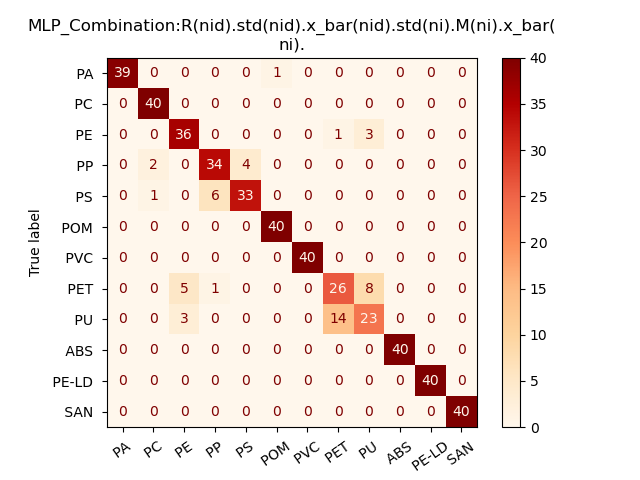 MLP_Combination:R(nid).std(nid).x_bar(nid).std(ni).M(ni).x_bar(
ni).
PA 39 0 0 0 0 1 0 0 0 0 0 0
PC 0 40 0 0 0 0 0 0 0 0 0 0
PE 0 0 36 0 0 0 0 1 3 0 0 0
PP 0 2 0 34 4 0 0 0 0 0 0 0
PS 0 1 0 6 33 0 0 0 0 0 0 0
POM 0 0 0 0 0 40 0 0 0 0 0 0
PVC 0 0 0 0 0 0 40 0 0 0 0 0
PET 0 0 5 1 0 0 0 26 8 0 0 0
PU 0 0 3 0 0 0 0 14 23 0 0 0
ABS 0 0 0 0 0 0 0 0 0 40 0 0
PE-LD 0 0 0 0 0 0 0 0 0 0 40 0
SAN 0 0 0 0 0 0 0 0 0 0 0 40
PA PC PE PP PS POM PVC PET PU ABS PE-LD SAN
True label
40
35
30
25
20
15
10
5
0